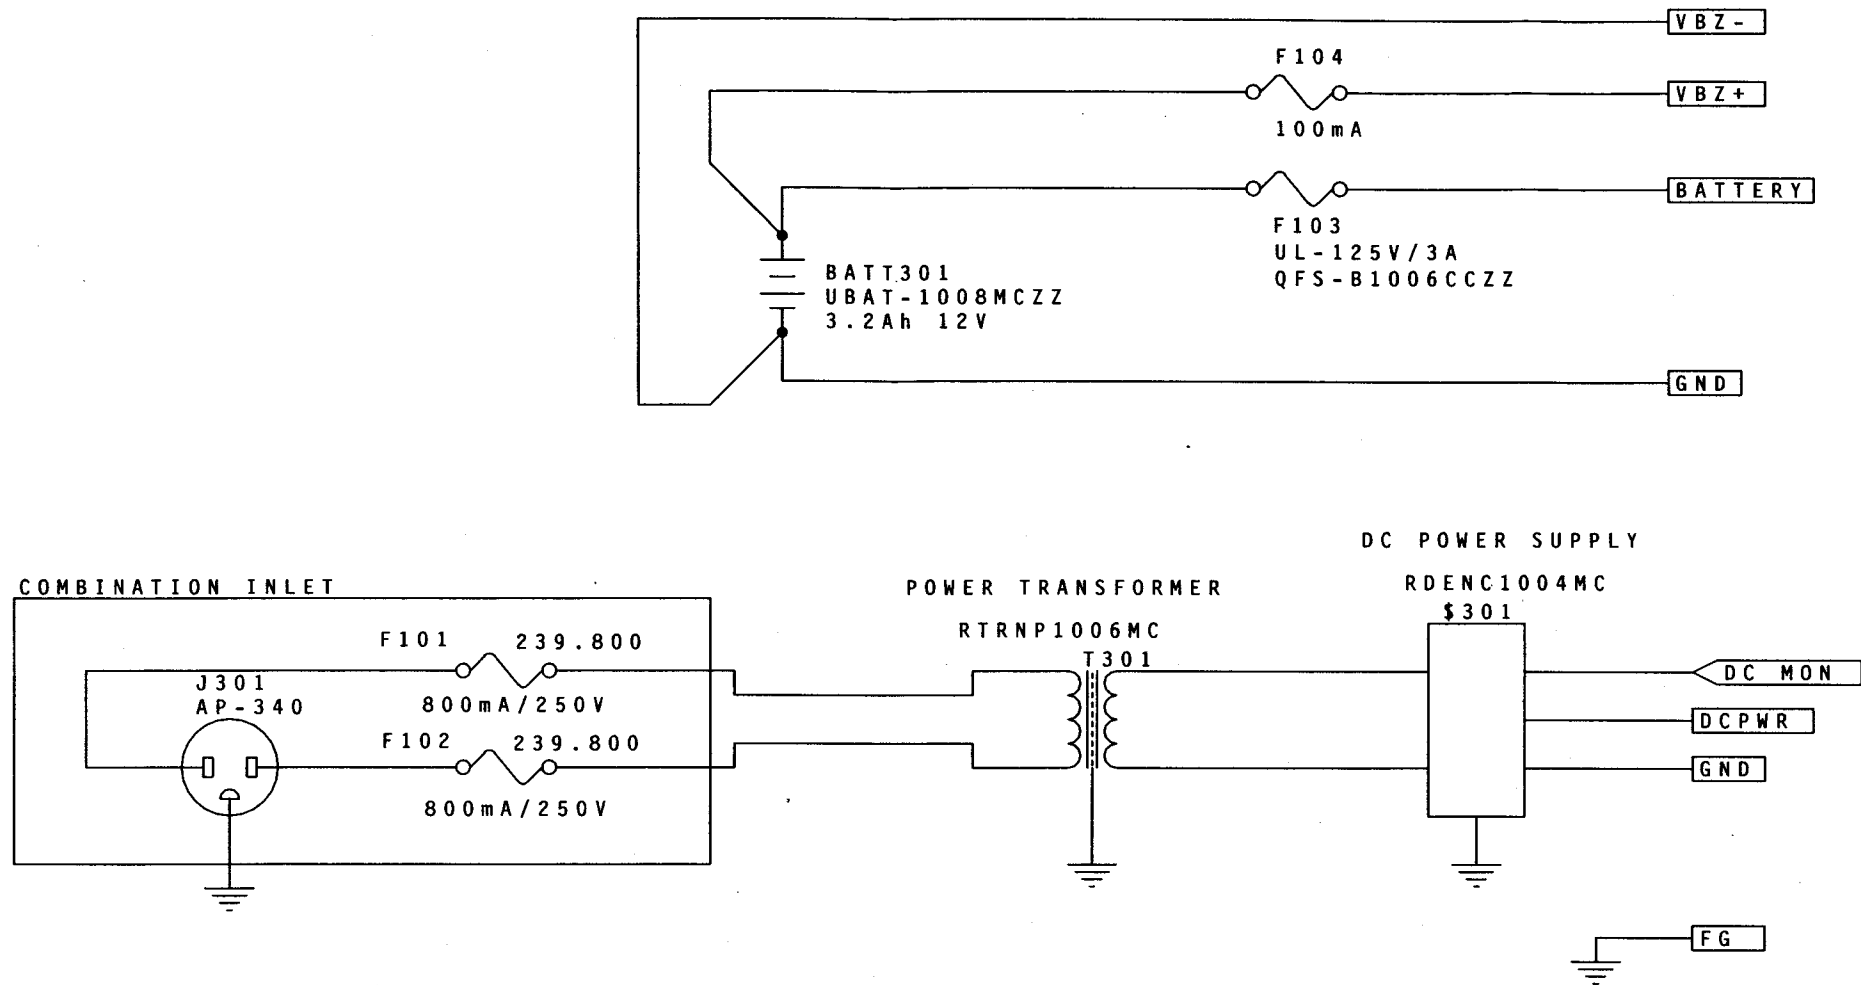 VBZ-
F104
VBZ+
100mA
BATTERY
F103
UL-125V/3A
QFS-B1006CCZZ
BATT301
UBAT-1008MCZZ
3.2Ah 12V
GND
DC POWER SUPPLY
RDENC1004MC
$301
COMBINATION INLET
POWER TRANSFORMER
RTRNP1006MC
T301
F101 239.800
800mA/250V
J301
AP-340
F102 239.800
800mA/250V
DC MON
DCPWR
GND
FG